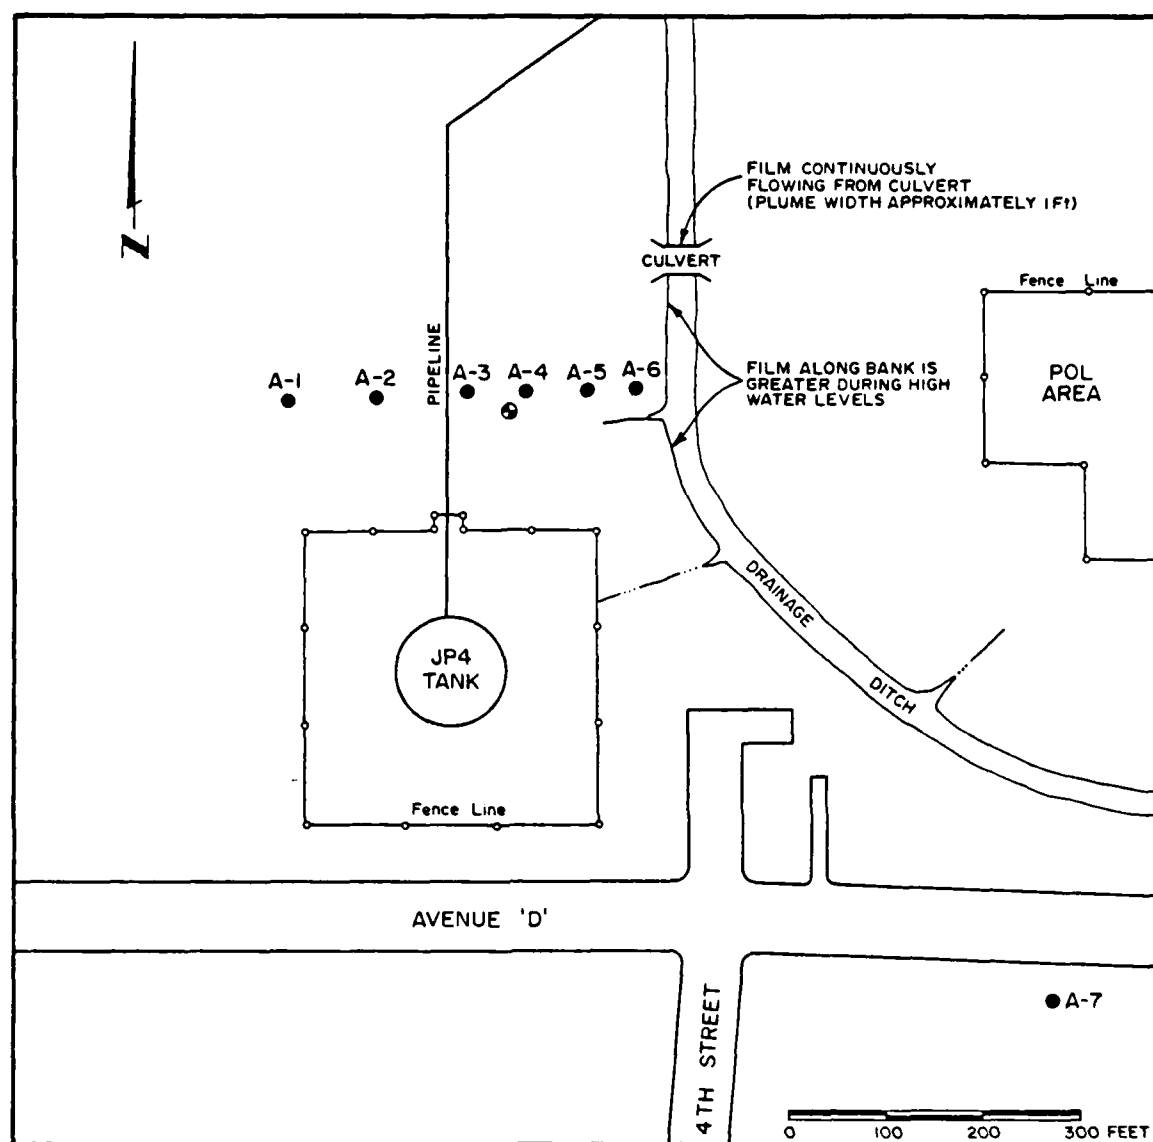 FILM CONTINUOUSLY
FLOWING FROM CULVERT
(PLUME WIDTH APPROXIMATELY 1Ft)
N
CULVERT
Fence Line
PIPELINE
A-1
A-2
A-3
A-4
A-5
A-6
FILM ALONG BANK IS
GREATER DURING HIGH
WATER LEVELS
POL
AREA
DRAINAGE
DITCH
JP4
TANK
Fence Line
AVENUE 'D'
4TH STREET
A-7
0 100 200 300 FEET